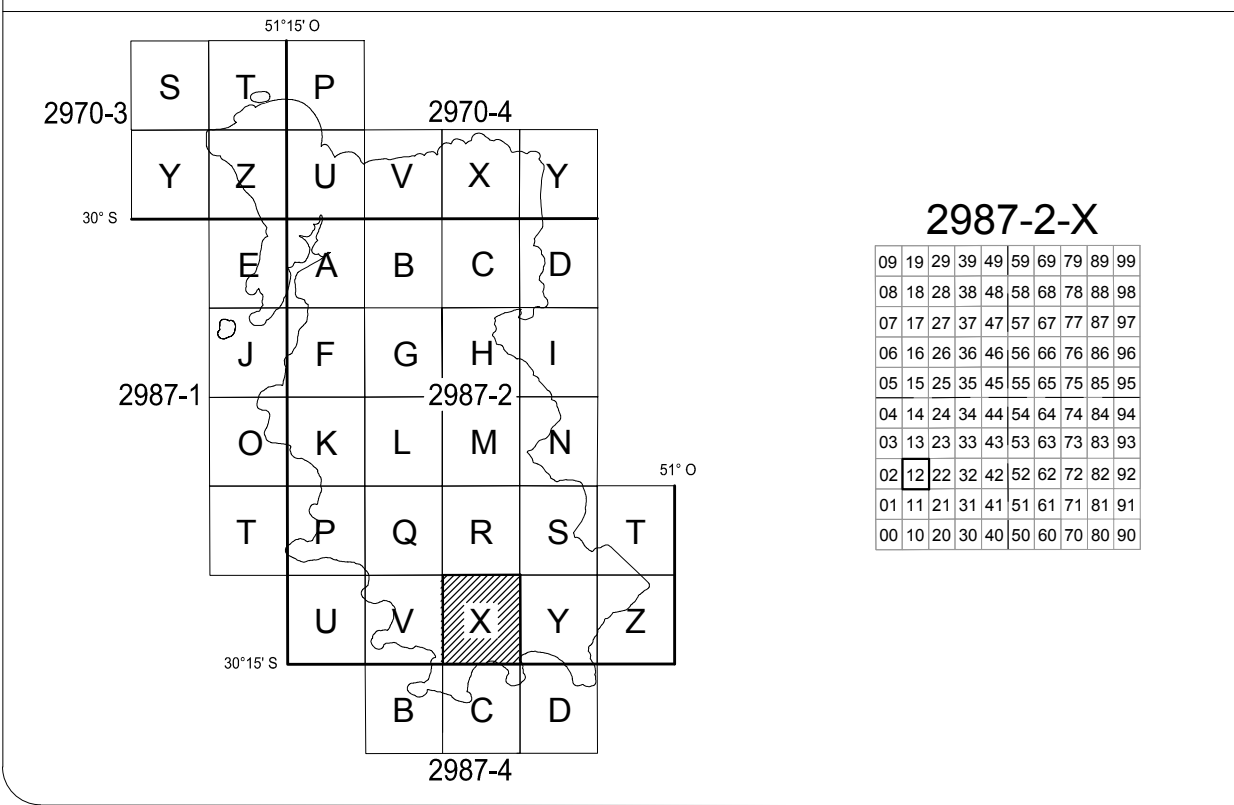 51°15' O
S T P
2970-3 2970-4
Y Z U V X Y
30° S
E A B C D
J F G H I
2987-1 2987-2
O K L M N
51° O
T P Q R S T
U V X Y Z
30°15' S
B C D
2987-4
2987-2-X
09 19 29 39 49 59 69 79 89 99
08 18 28 38 48 58 68 78 88 98
07 17 27 37 47 57 67 77 87 97
06 16 26 36 46 56 66 76 86 96
05 15 25 35 45 55 65 75 85 95
04 14 24 34 44 54 64 74 84 94
03 13 23 33 43 53 63 73 83 93
02 12 22 32 42 52 62 72 82 92
01 11 21 31 41 51 61 71 81 91
00 10 20 30 40 50 60 70 80 90